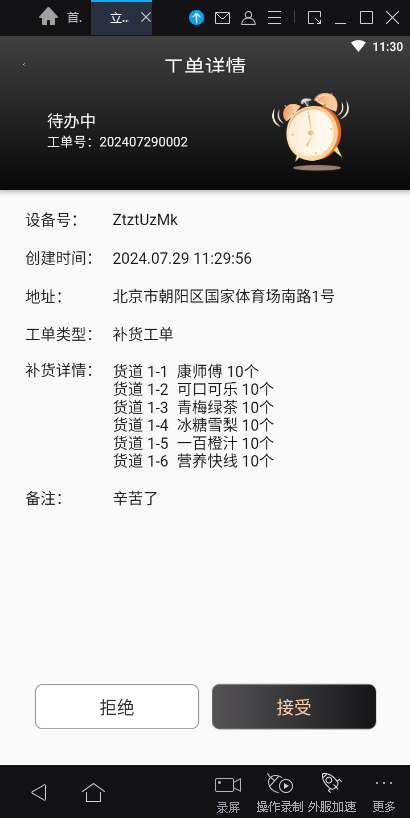 首.
立..
11:30
工单详情
待办中
工单号：202407290002
设备号： ZtztUzMk
创建时间： 2024.07.29 11:29:56
地址： 北京市朝阳区国家体育场南路1号
工单类型： 补货工单
补货详情： 货道 1-1 康师傅 10个
货道 1-2 可口可乐 10个
货道 1-3 青梅绿茶 10个
货道 1-4 冰糖雪梨 10个
货道 1-5 一百橙汁 10个
货道 1-6 营养快线 10个
备注： 辛苦了
拒绝
接受
录屏
操作录制
外服加速
更多